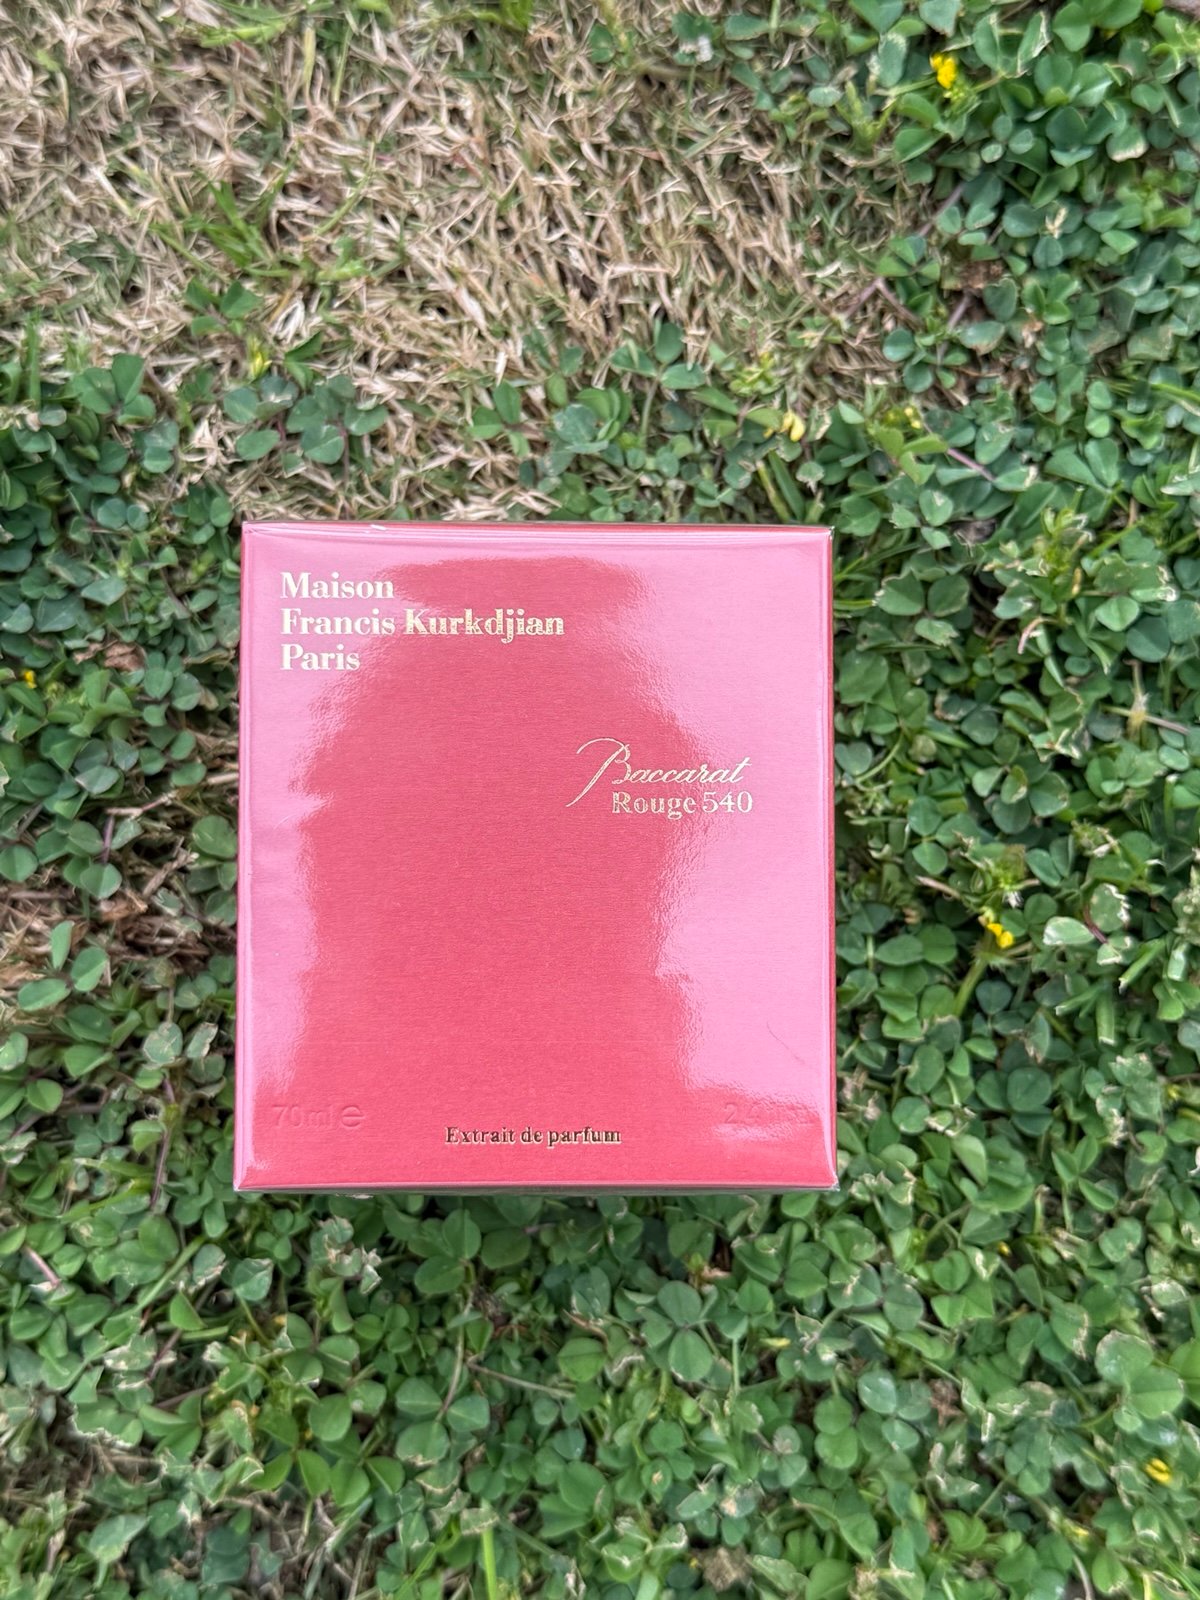 Maison
Francis Kurkdjian
Paris
Baccarat
Rouge 540
70ml e
Extrait de parfum